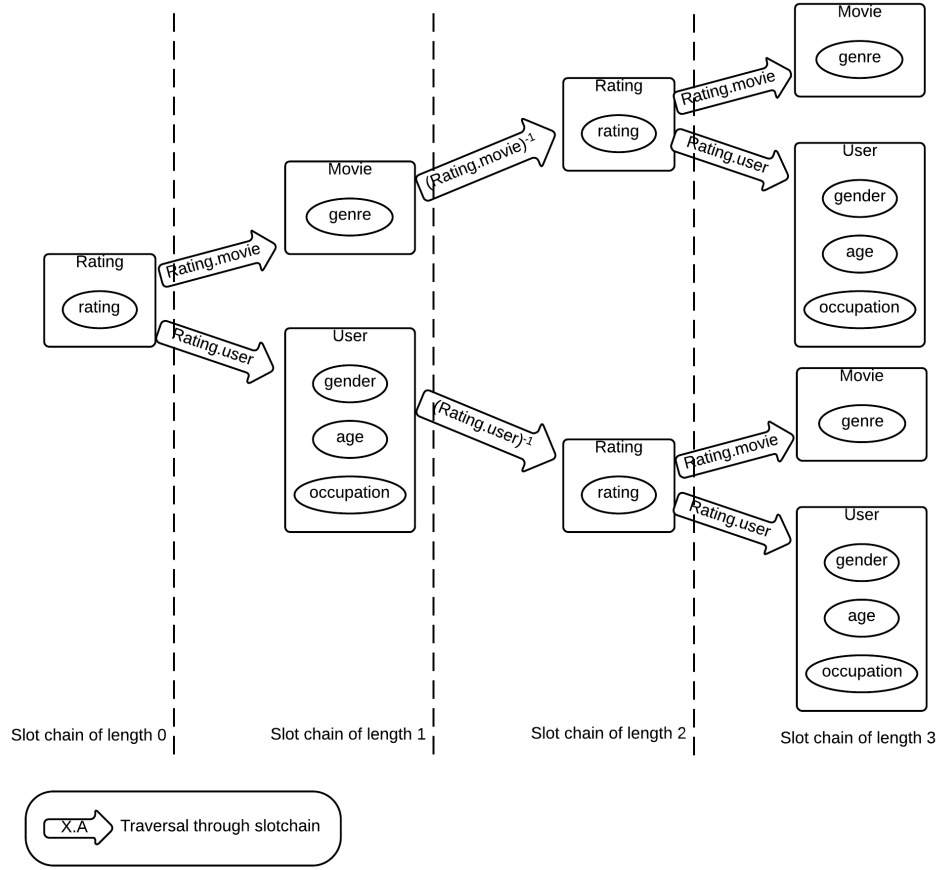 Rating
rating
Rating.movie
Rating.user
Movie
genre
User
gender
age
occupation
(Rating.movie)-1
(Rating.user)-1
Rating
rating
Rating
rating
Rating.movie
Rating.user
Rating.movie
Rating.user
Movie
genre
User
gender
age
occupation
Movie
genre
User
gender
age
occupation
Slot chain of length 0
Slot chain of length 1
Slot chain of length 2
Slot chain of length 3
X.A
Traversal through slotchain